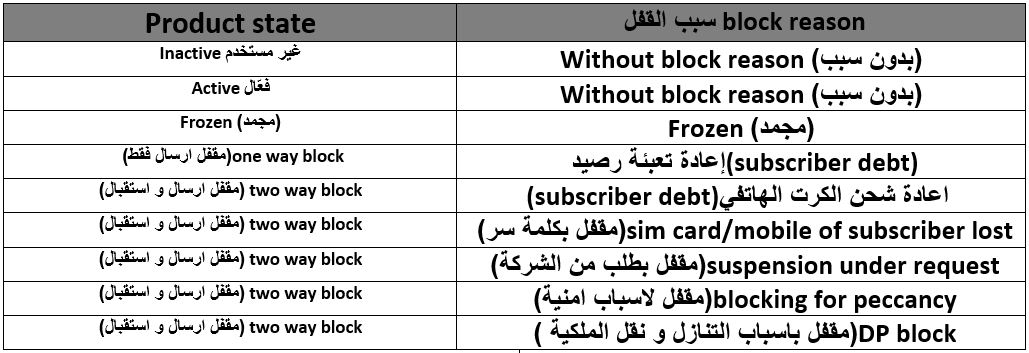 Product state	block reason سبب القفل
Inactive غير مستخدم	Without block reason (بدون سبب)
Active فعّال	Without block reason (بدون سبب)
Frozen (مجمد)	Frozen (مجمد)
one way block(مقفل ارسال فقط)	إعادة تعبئة رصيد(subscriber debt)
two way block (مقفل ارسال و استقبال)	اعادة شحن الكرت الهاتفي(subscriber debt)
two way block (مقفل ارسال و استقبال)	sim card/mobile of subscriber lost(مقفل بكلمة سر)
two way block (مقفل ارسال و استقبال)	suspension under request(مقفل بطلب من الشركة)
two way block (مقفل ارسال و استقبال)	blocking for peccancy(مقفل لاسباب امنية)
two way block (مقفل ارسال و استقبال)	DP block(مقفل باسباب التنازل و نقل الملكية )